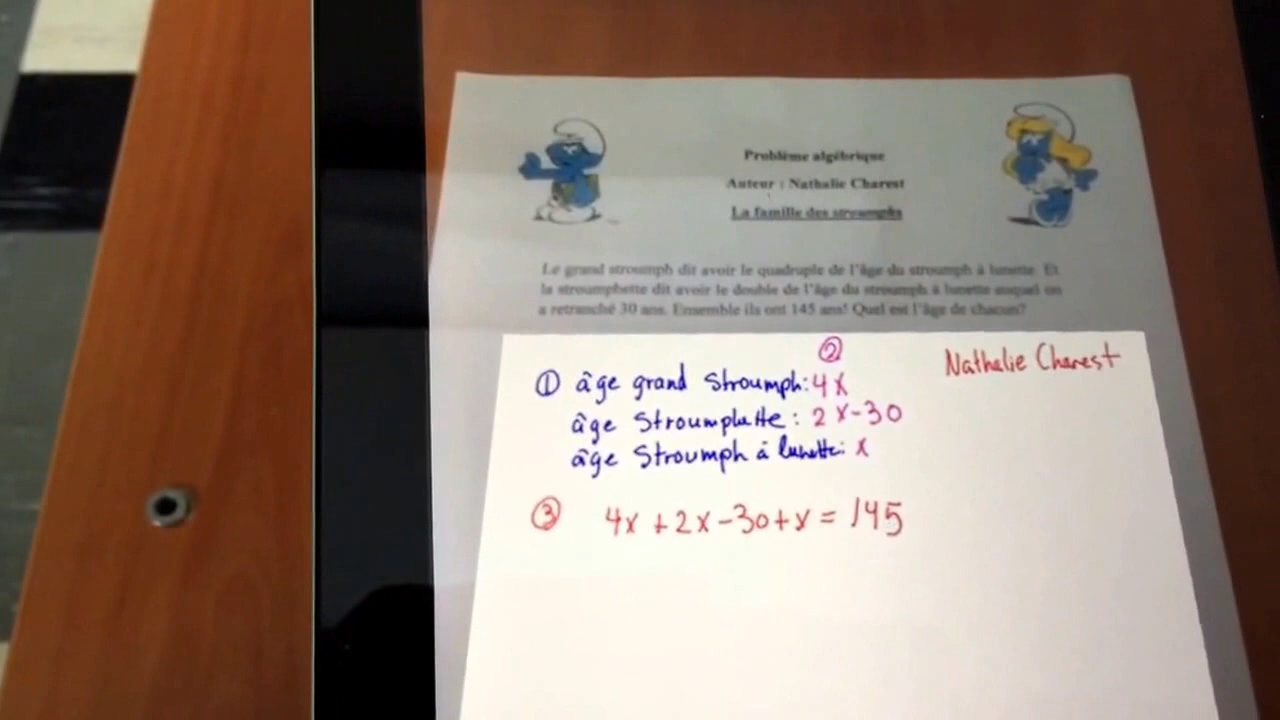 Problème algébrique
Auteur : Nathalie Charest
La famille des stroumphs
Le grand stroumph dit avoir le quadruple de l'âge du stroumph à lunette. Et
la stroumphette dit avoir le double de l'âge du stroumph à lunette auquel on
a retranché 30 ans. Ensemble ils ont 145 ans! Quel est l'âge de chacun?
②
Nathalie Charest
① âge grand Stroumph: 4x
âge Stroumphette: 2x-30
âge Stroumph à lunette: x
③ 4x+2x-30+x = 145